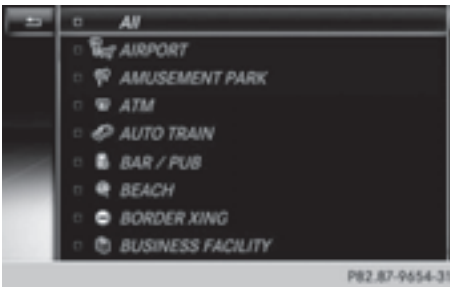 All
AIRPORT
AMUSEMENT PARK
ATM
AUTO TRAIN
BAR / PUB
BEACH
BORDER XING
BUSINESS FACILITY
P82.87-9654-31